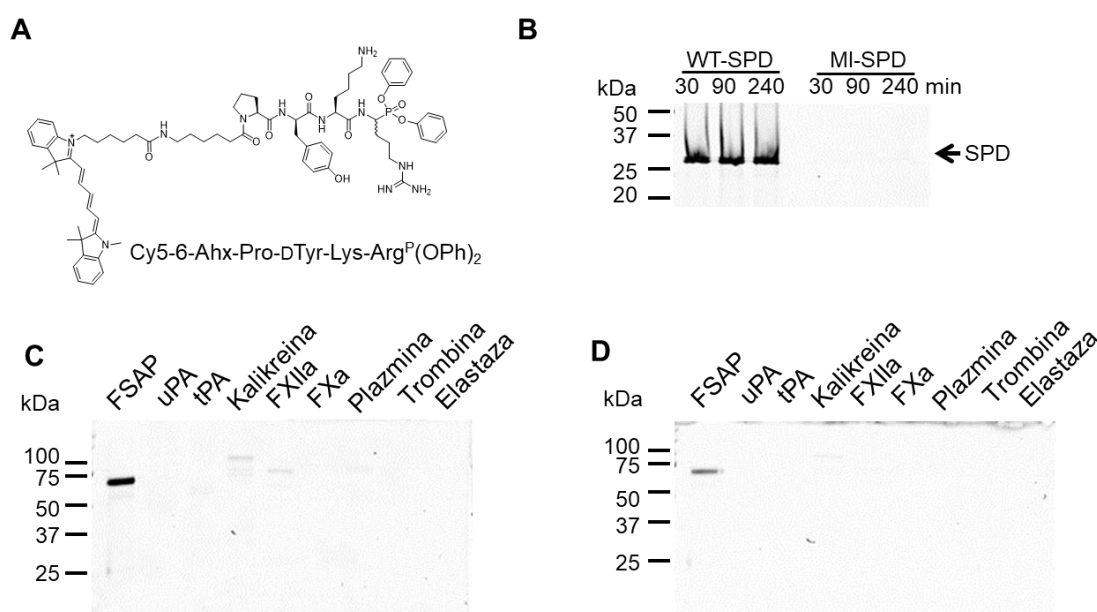 A
NH₂
O
N
H
N
O
H
N
O
N
H
O
P
O
O
N⁺
N
H
O
O
OH
NH
HN
NH₂
N
Cy5-6-Ahx-Pro-DTyr-Lys-Argᴾ(OPh)₂
B
WT-SPD MI-SPD
kDa 30 90 240 30 90 240 min
50
37
25
20
SPD
C
FSAP uPA tPA Kalikreina FXIIa FXa Plazmina Trombina Elastaza
kDa
100
75
50
37
25
D
FSAP uPA tPA Kalikreina FXIIa FXa Plazmina Trombina Elastaza
kDa
100
75
50
37
25